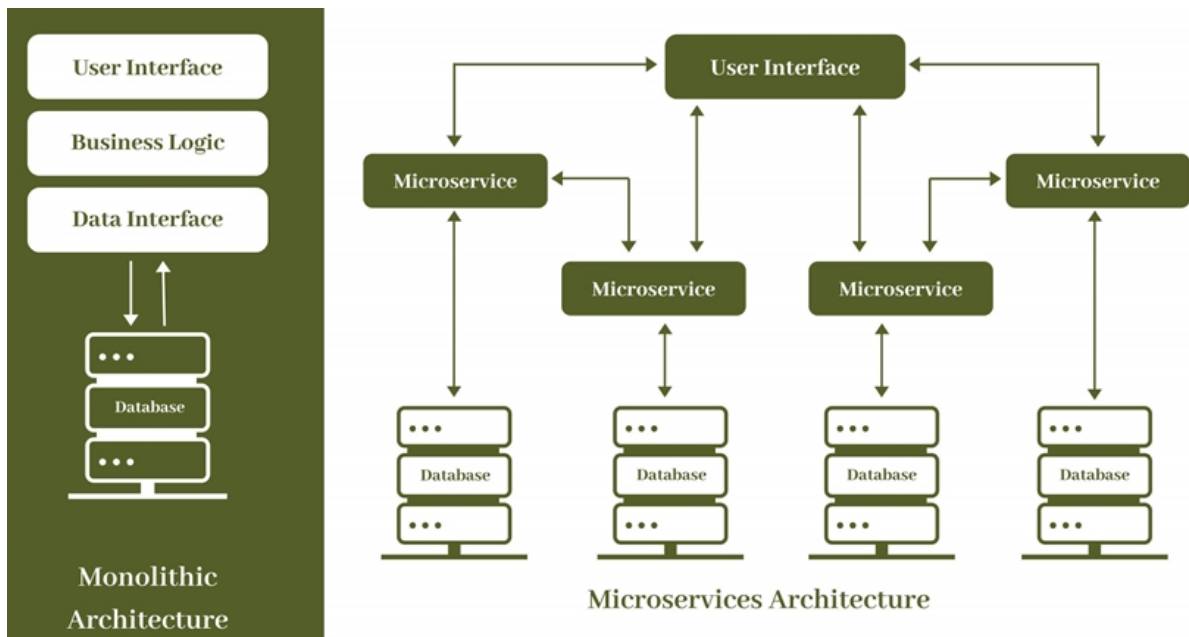 User Interface
Business Logic
Data Interface
Database
Monolithic
Architecture
User Interface
Microservice
Microservice
Microservice
Microservice
Database
Database
Database
Database
Microservices Architecture